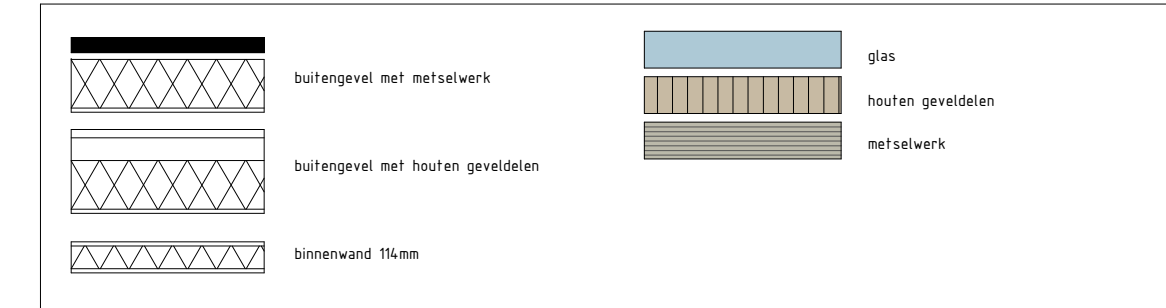 buitengevel met metselwerk
buitengevel met houten geveldelen
binnenwand 114mm
glas
houten geveldelen
metselwerk